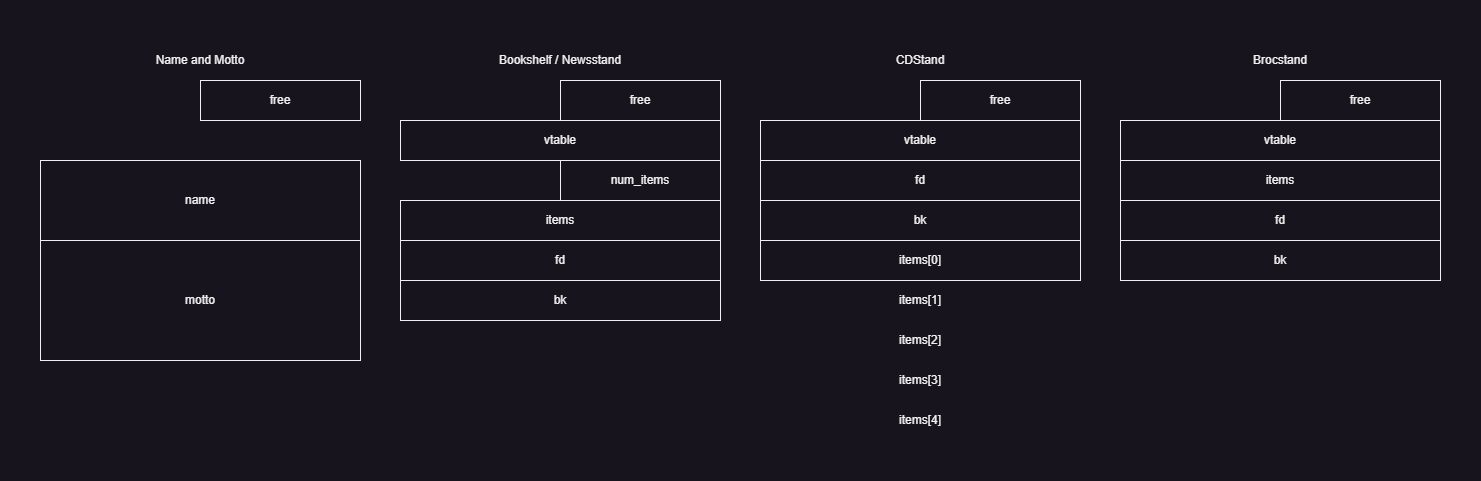 Name and Motto
free
name
motto
Bookshelf / Newsstand
free
vtable
num_items
items
fd
bk
CDStand
free
vtable
fd
bk
items[0]
items[1]
items[2]
items[3]
items[4]
Brocstand
free
vtable
items
fd
bk